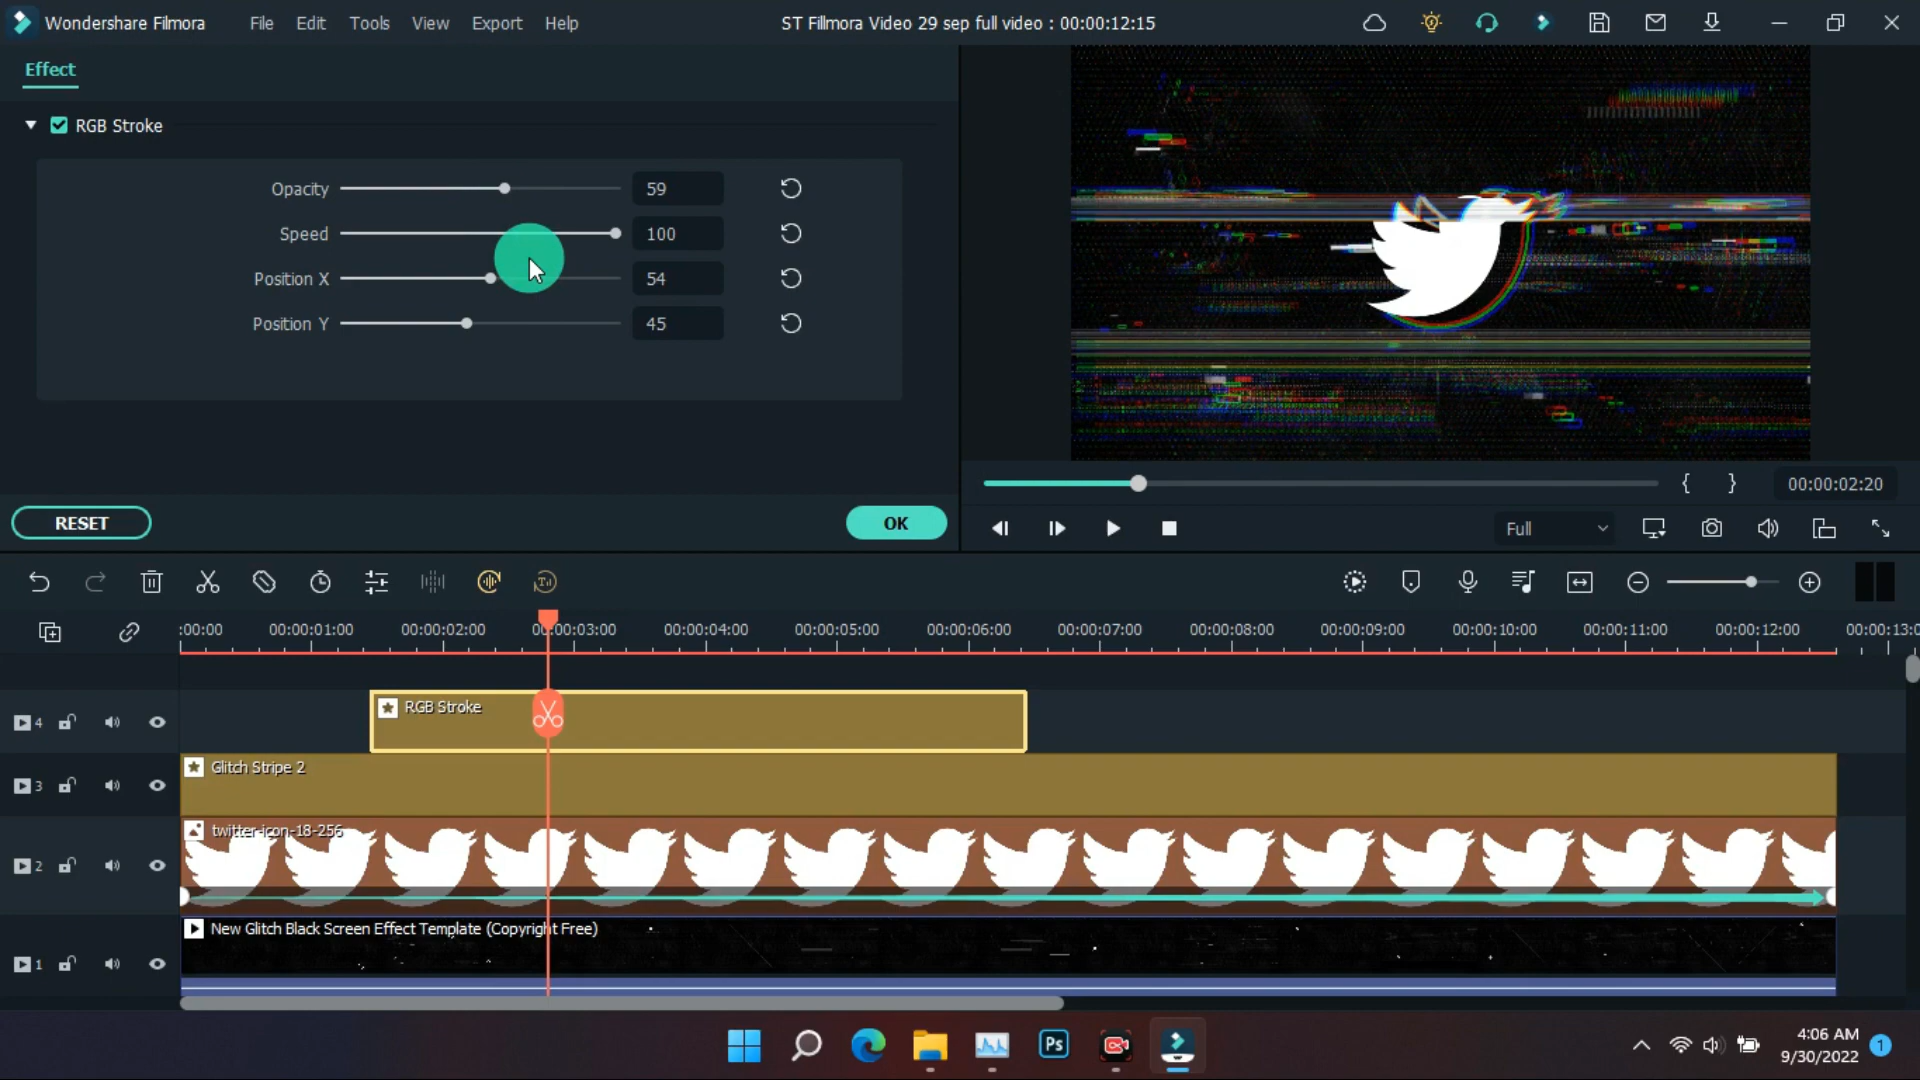 Wondershare Filmora File Edit Tools View Export Help ST Fillmora Video 29 sep full video : 00:00:12:15
Effect
RGB Stroke
Opacity 59
Speed 100
Position X 54
Position Y 45
RESET OK
{ } 00:00:02:20
Full
:00:00 00:00:01:00 00:00:02:00 00:00:03:00 00:00:04:00 00:00:05:00 00:00:06:00 00:00:07:00 00:00:08:00 00:00:09:00 00:00:10:00 00:00:11:00 00:00:12:00 00:00:13:0
4 RGB Stroke
3 Glitch Stripe 2
2 twitter-icon-18-256
1 New Glitch Black Screen Effect Template (Copyright Free)
Ps
4:06 AM
9/30/2022 1